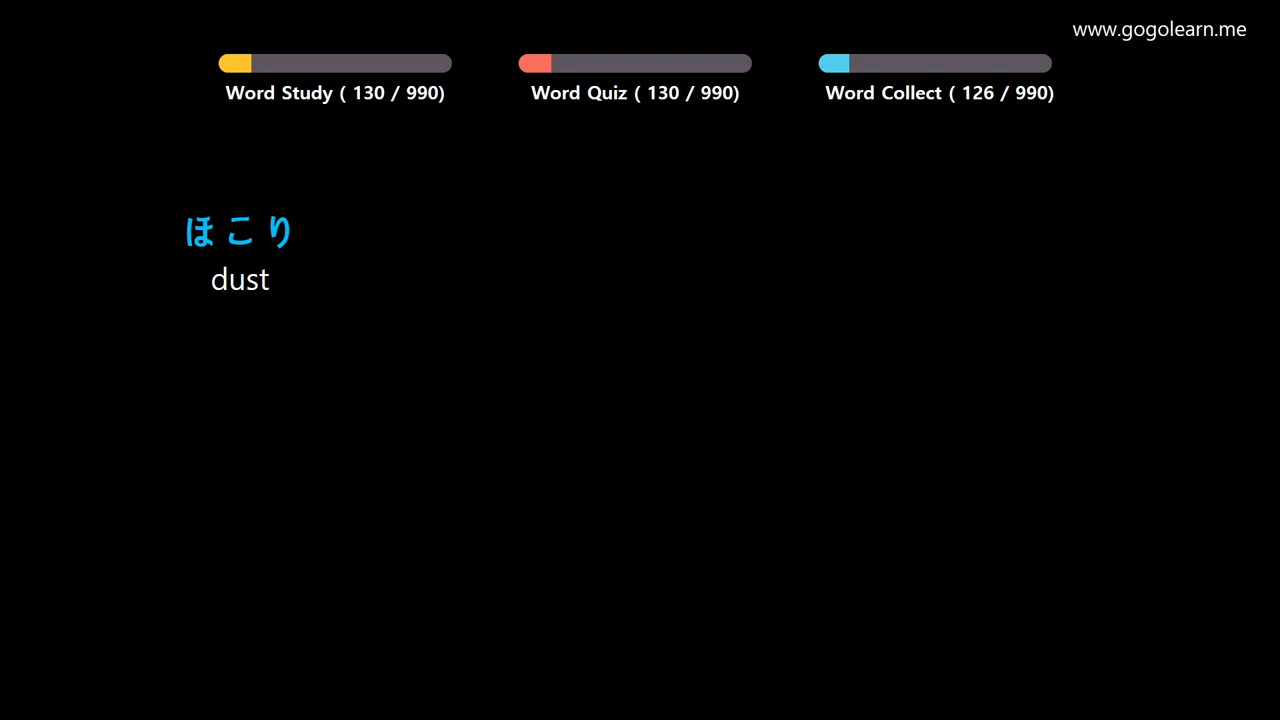 www.gogolearn.me
Word Study ( 130 / 990)
Word Quiz ( 130 / 990)
Word Collect ( 126 / 990)
ほこり
dust